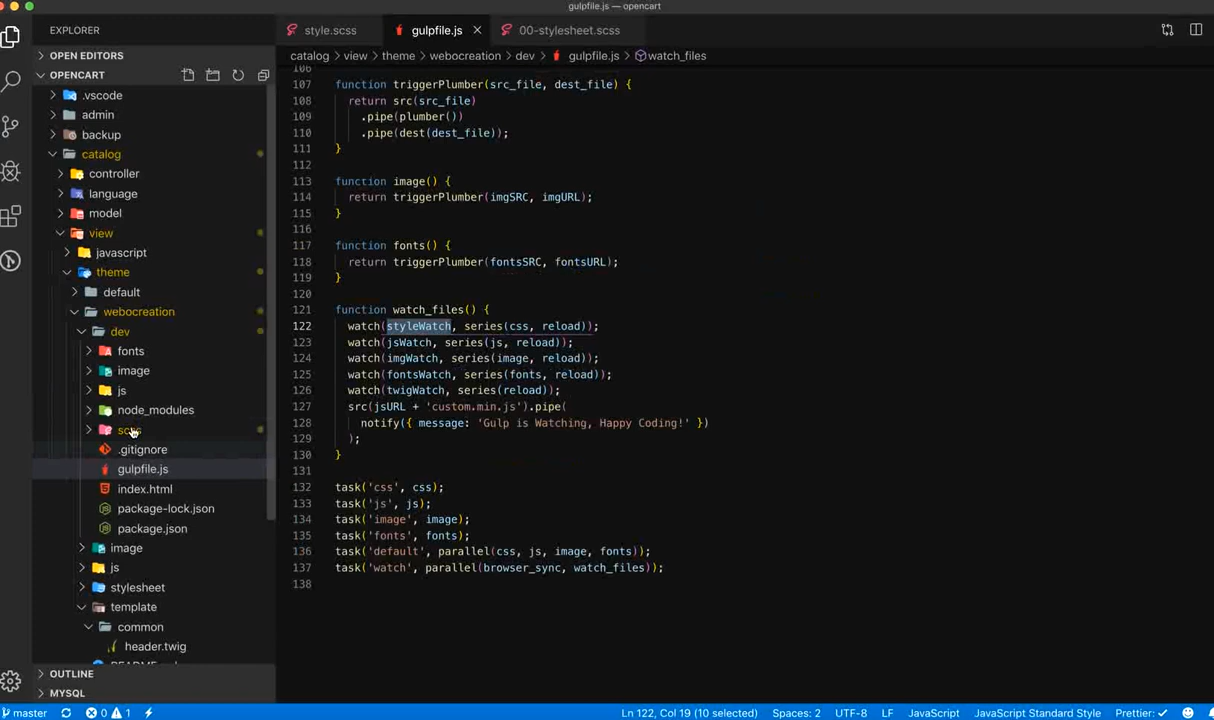 gulpfile.js — opencart
EXPLORER
OPEN EDITORS
OPENCART
.vscode
admin
backup
catalog
controller
language
model
view
javascript
theme
default
webocreation
dev
fonts
image
js
node_modules
.gitignore
gulpfile.js
index.html
package-lock.json
package.json
image
js
stylesheet
template
common
header.twig
OUTLINE
MYSQL
style.scss
gulpfile.js
00-stylesheet.scss
catalog > view > theme > webocreation > dev > gulpfile.js > watch_files
106
107 function triggerPlumber(src_file, dest_file) {
108 return src(src_file)
109 .pipe(plumber())
110 .pipe(dest(dest_file));
111 }
112
113 function image() {
114 return triggerPlumber(imgSRC, imgURL);
115 }
116
117 function fonts() {
118 return triggerPlumber(fontsSRC, fontsURL);
119 }
120
121 function watch_files() {
122 watch(styleWatch, series(css, reload));
123 watch(jsWatch, series(js, reload));
124 watch(imgWatch, series(image, reload));
125 watch(fontsWatch, series(fonts, reload));
126 watch(twigWatch, series(reload));
127 src(jsURL + 'custom.min.js').pipe(
128 notify({ message: 'Gulp is Watching, Happy Coding!' })
129 );
130 }
131
132 task('css', css);
133 task('js', js);
134 task('image', image);
135 task('fonts', fonts);
136 task('default', parallel(css, js, image, fonts));
137 task('watch', parallel(browser_sync, watch_files));
138
master 0 1 Ln 122, Col 19 (10 selected) Spaces: 2 UTF-8 LF JavaScript JavaScript Standard Style Prettier: ✓